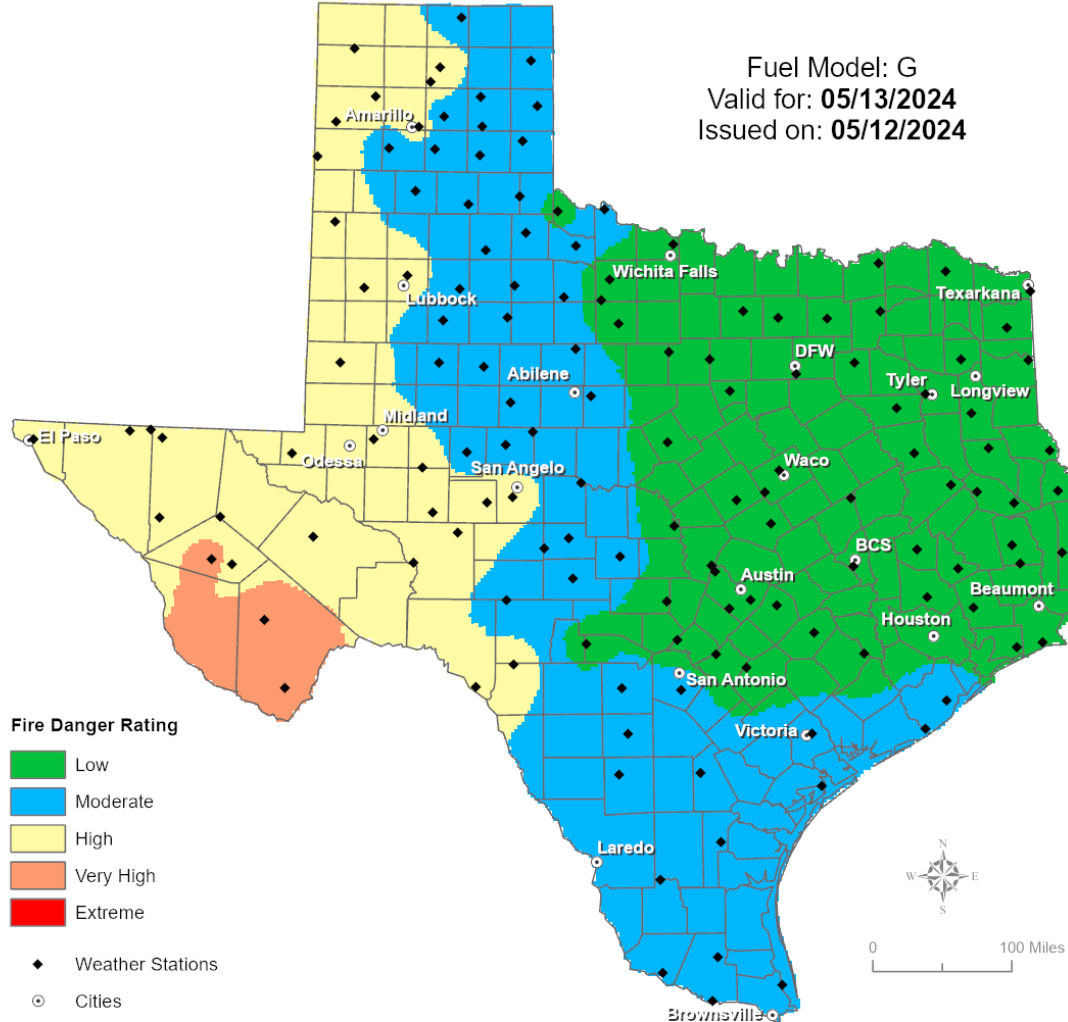 Fuel Model: G
Valid for: 05/13/2024
Issued on: 05/12/2024
Amarillo
Wichita Falls
Lubbock
Texarkana
DFW
Abilene
Tyler
Longview
Midland
El Paso
Odessa
San Angelo
Waco
BCS
Austin
Beaumont
Houston
San Antonio
Victoria
Laredo
Brownsville
Fire Danger Rating
Low
Moderate
High
Very High
Extreme
Weather Stations
Cities
N
W E
S
0 100 Miles